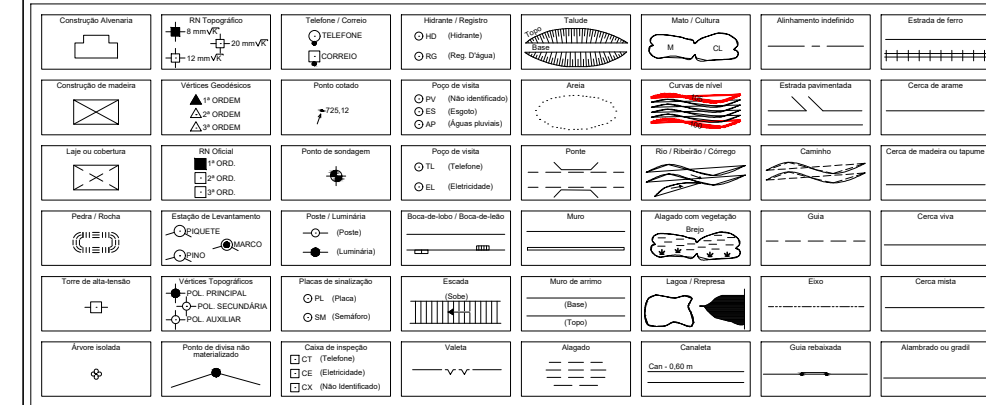 Construção Alvenaria
RN Topográfico
8 mm√K
20 mm√K
12 mm√K
Telefone / Correio
TELEFONE
CORREIO
Hidrante / Registro
HD (Hidrante)
RG (Reg. D'água)
Talude
Topo
Base
Mato / Cultura
M CL
Alinhamento indefinido
Estrada de ferro
Construção de madeira
Vértices Geodésicos
1ª ORDEM
2ª ORDEM
3ª ORDEM
Ponto cotado
725,12
Poço de visita
PV (Não identificado)
ES (Esgoto)
AP (Águas pluviais)
Areia
Curvas de nível
Estrada pavimentada
Cerca de arame
Laje ou cobertura
RN Oficial
1ª ORD.
2ª ORD.
3ª ORD.
Ponto de sondagem
Poço de visita
TL (Telefone)
EL (Eletricidade)
Ponte
Rio / Ribeirão / Córrego
Caminho
Cerca de madeira ou tapume
Pedra / Rocha
Estação de Levantamento
PIQUETE
MARCO
PINO
Poste / Luminária
(Poste)
(Luminária)
Boca-de-lobo / Boca-de-leão
Muro
Alagado com vegetação
Brejo
Guia
Cerca viva
Torre de alta-tensão
Vértices Topográficos
POL. PRINCIPAL
POL. SECUNDÁRIA
POL. AUXILIAR
Placas de sinalização
PL (Placa)
SM (Semáforo)
Escada
(Sobe)
Muro de arrimo
(Base)
(Topo)
Lagoa / Rrepresa
Eixo
Cerca mista
Árvore isolada
Ponto de divisa não
materializado
Caixa de inspeção
CT (Telefone)
CE (Eletricidade)
CX (Não Identificado)
Valeta
Alagado
Canaleta
Can - 0,60 m
Guia rebaixada
Alambrado ou gradil